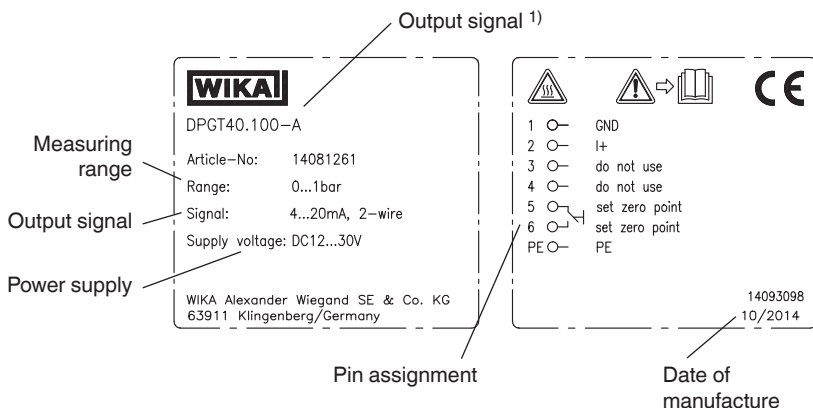 Output signal 1)
WIKA
DPGT40.100-A
Measuring
range
Article-No: 14081261
Range: 0...1bar
Output signal
Signal: 4...20mA, 2-wire
Supply voltage: DC12...30V
Power supply
WIKA Alexander Wiegand SE & Co. KG
63911 Klingenberg/Germany
CE
1 GND
2 I+
3 do not use
4 do not use
5 set zero point
6 set zero point
PE PE
14093098
10/2014
Pin assignment
Date of
manufacture